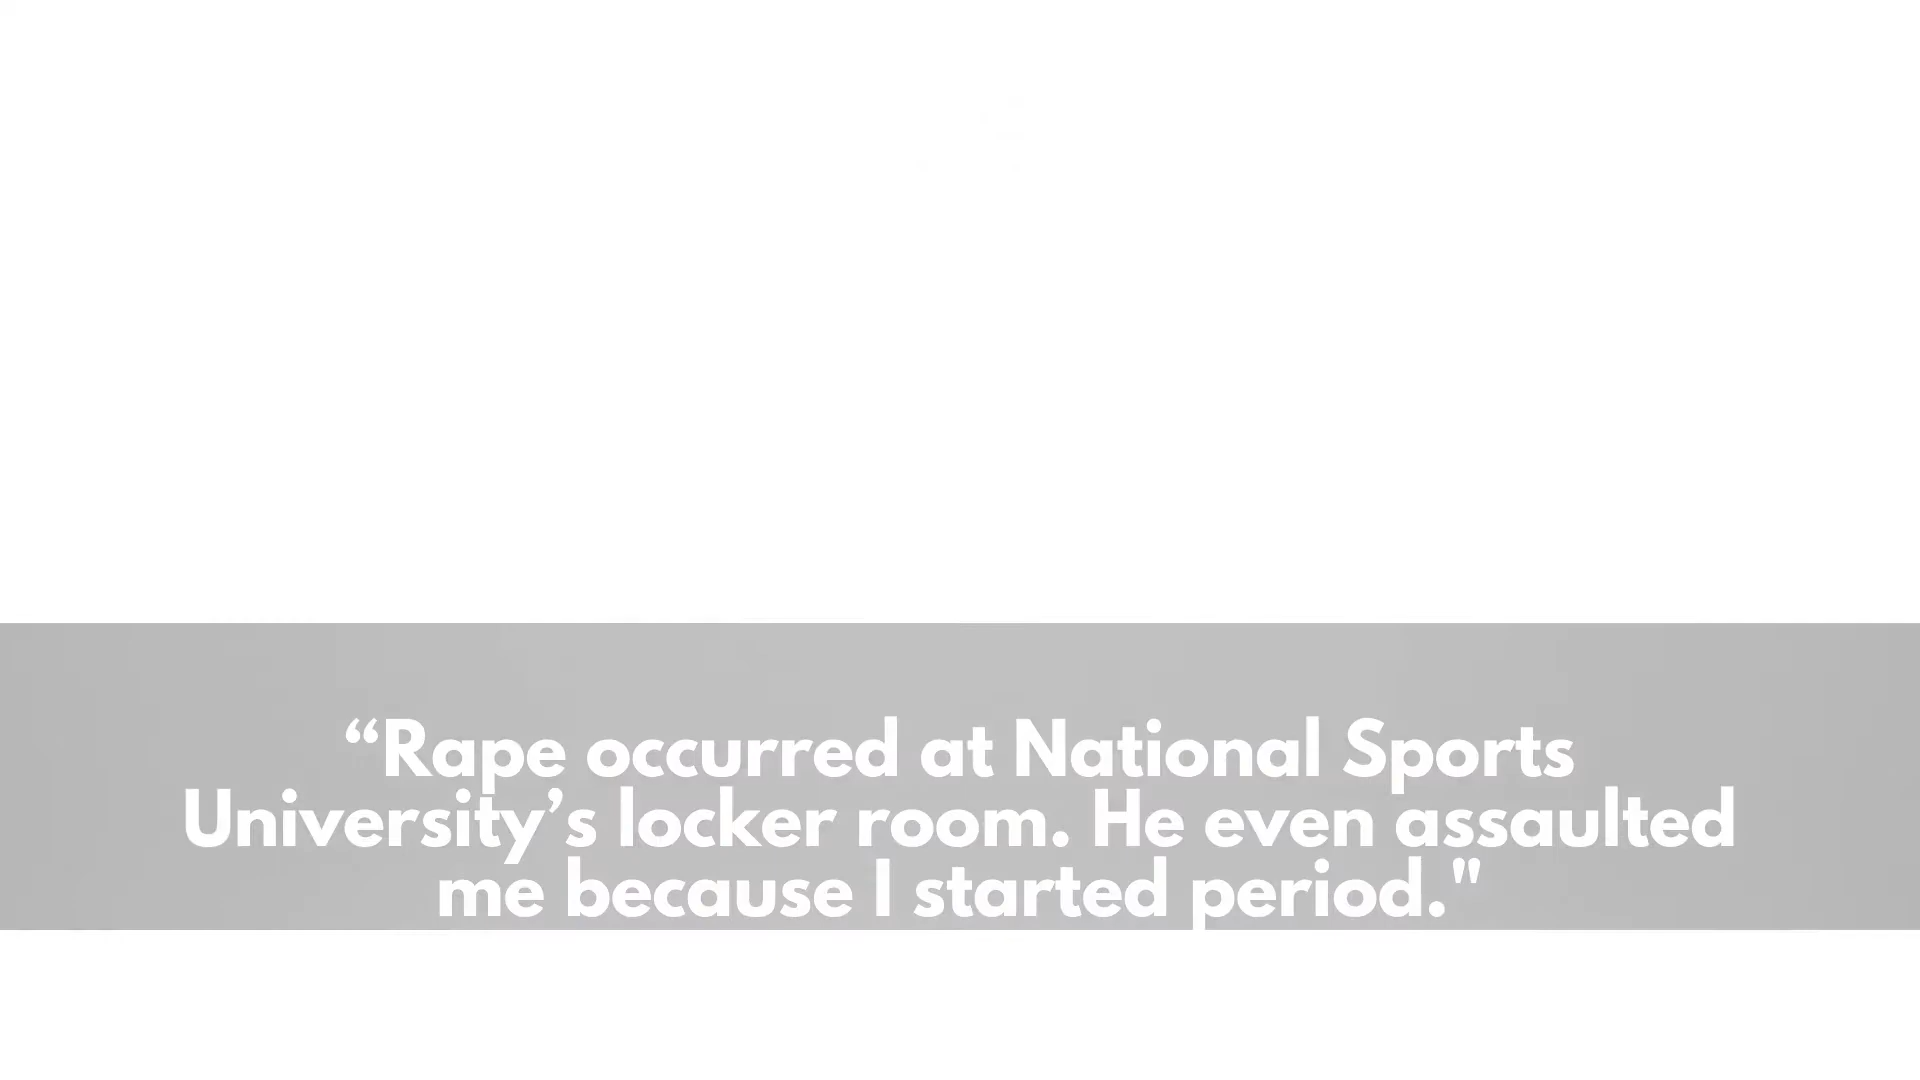 “Rape occurred at National Sports
University’s locker room. He even assaulted
me because I started period."